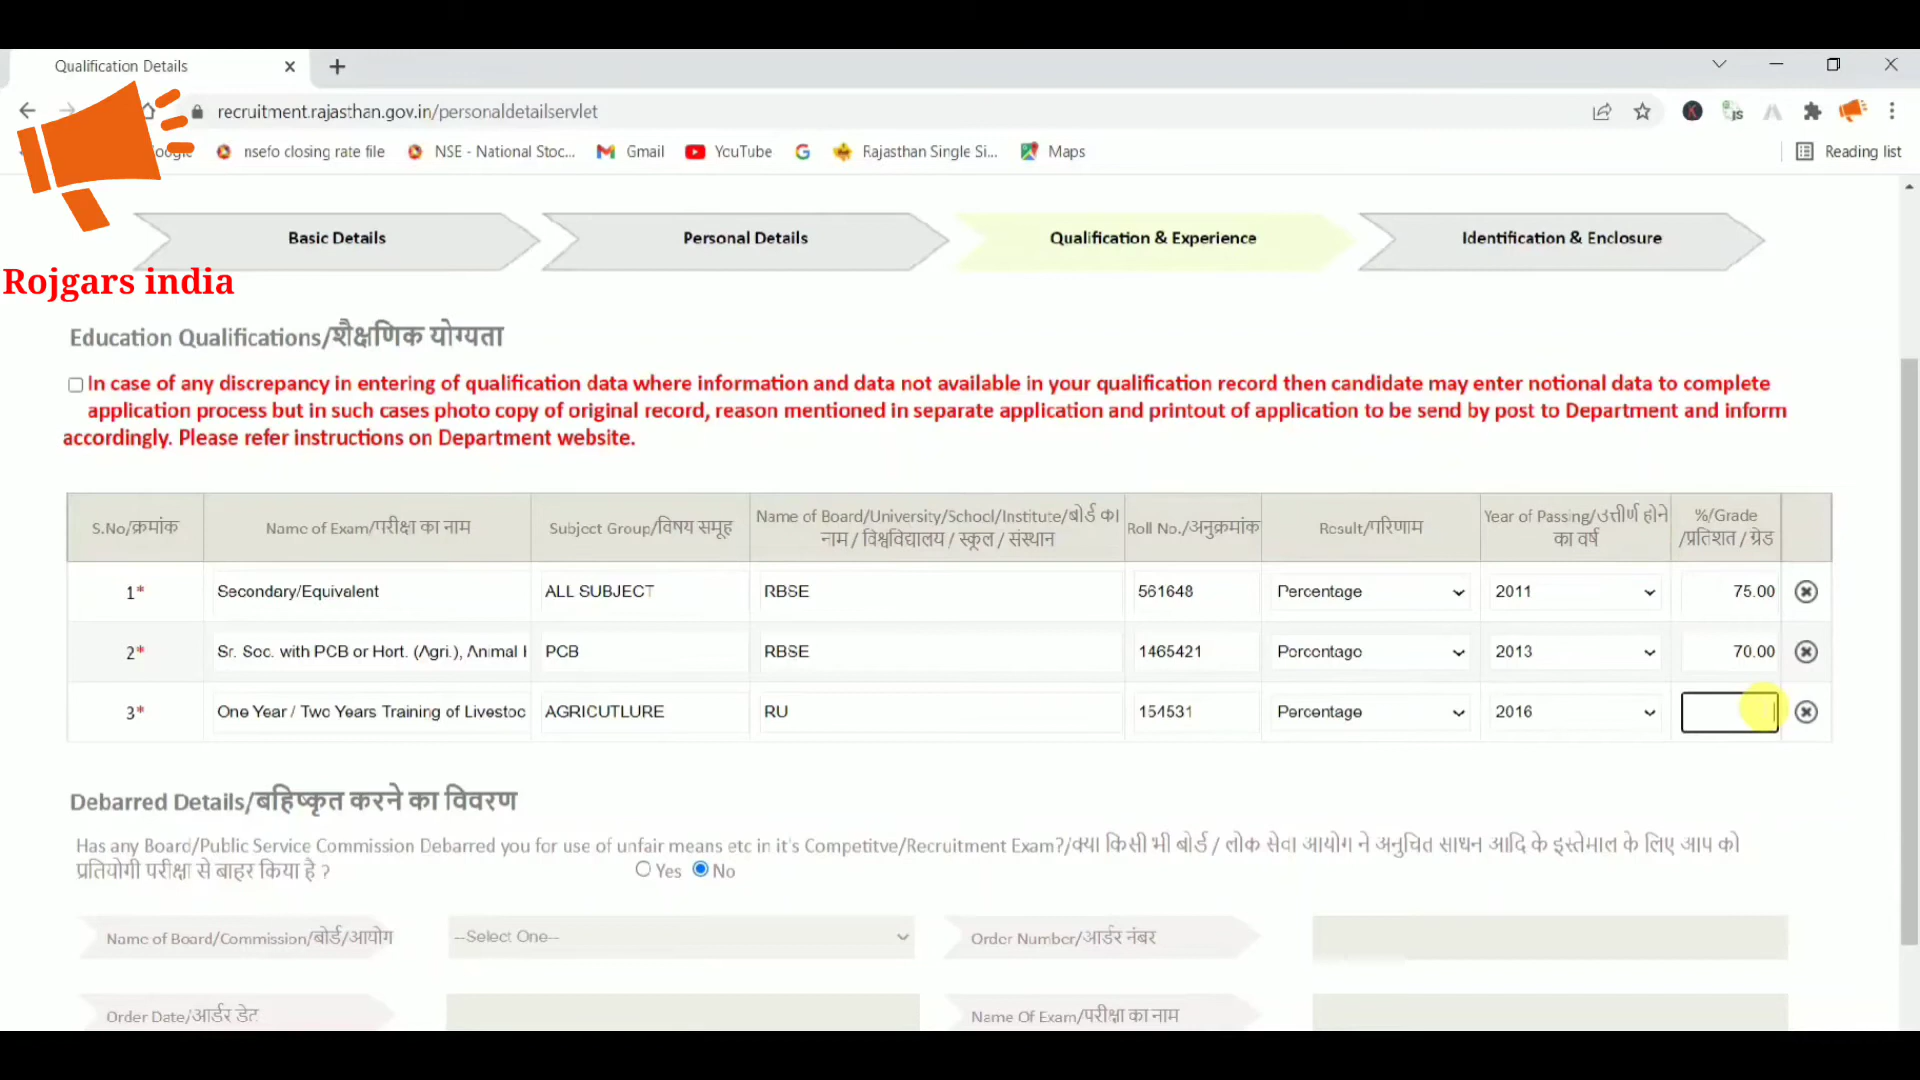 Qualification Details
recruitment.rajasthan.gov.in/personaldetailservlet
nsefo closing rate file
NSE - National Stoc...
Gmail
YouTube
Rajasthan Single Si...
Maps
Reading list
Basic Details
Personal Details
Qualification & Experience
Identification & Enclosure
Rojgars india
Education Qualifications/शैक्षणिक योग्यता
In case of any discrepancy in entering of qualification data where information and data not available in your qualification record then candidate may enter notional data to complete
application process but in such cases photo copy of original record, reason mentioned in separate application and printout of application to be send by post to Department and inform
accordingly. Please refer instructions on Department website.
S.No/क्रमांक
Name of Exam/परीक्षा का नाम
Subject Group/विषय समूह
Name of Board/University/School/Institute/बोर्ड का
नाम / विश्वविद्यालय / स्कूल / संस्थान
Roll No./अनुक्रमांक
Result/परिणाम
Year of Passing/उत्तीर्ण होने
का वर्ष
%/Grade
/प्रतिशत / ग्रेड
1* Secondary/Equivalent ALL SUBJECT RBSE 561648 Percentage 2011 75.00
2* Sr. Sec. with PCB or Hort. (Agri.), Animal RBSE PCB 1465421 Percentage 2013 70.00
3* One Year / Two Years Training of Livestoc AGRICUTLURE RU 154531 Percentage 2016
Debarred Details/बहिष्कृत करने का विवरण
Has any Board/Public Service Commission Debarred you for use of unfair means etc in it's Competitve/Recruitment Exam?/क्या किसी भी बोर्ड / लोक सेवा आयोग ने अनुचित साधन आदि के इस्तेमाल के लिए आप को
प्रतियोगी परीक्षा से बाहर किया है ?
Yes No
Name of Board/Commission/बोर्ड/आयोग
--Select One--
Order Number/आर्डर नंबर
Order Date/आर्डर डेट
Name Of Exam/परीक्षा का नाम